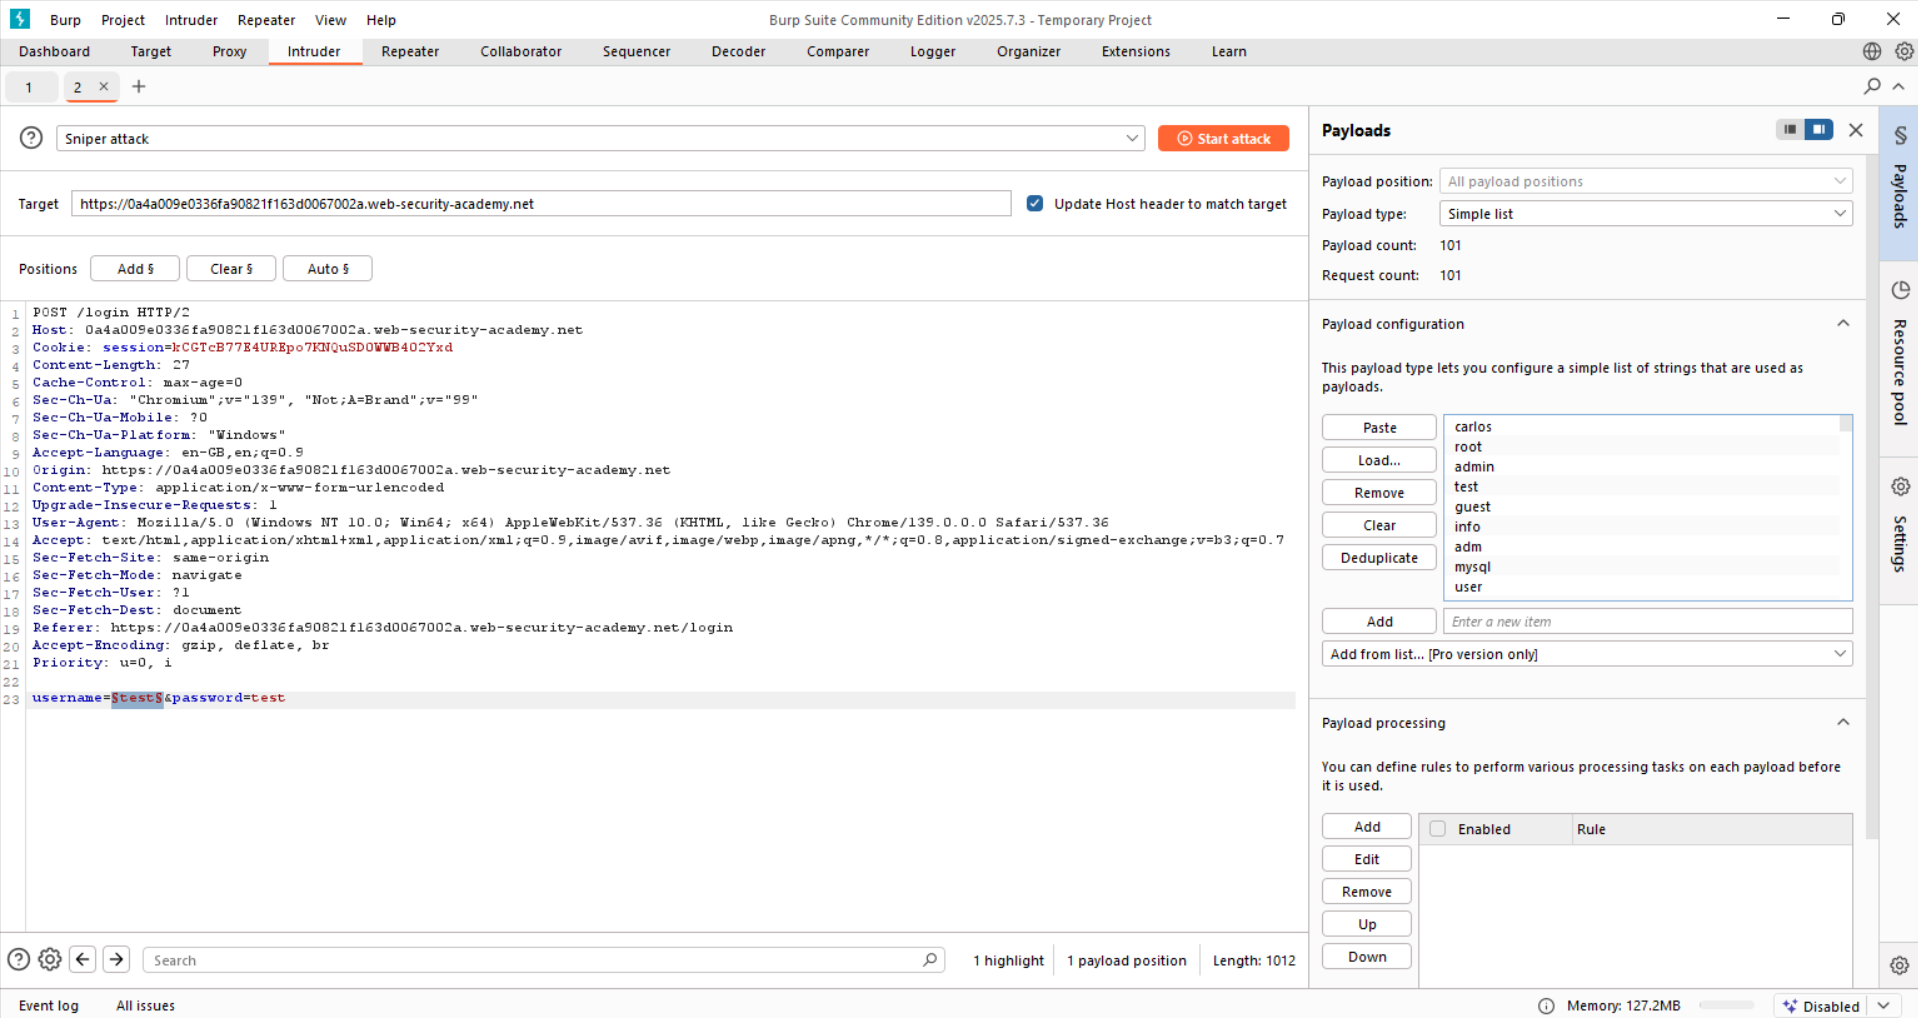 Burp Project Intruder Repeater View Help Burp Suite Community Edition v2025.7.3 - Temporary Project
Dashboard Target Proxy Intruder Repeater Collaborator Sequencer Decoder Comparer Logger Organizer Extensions Learn
1 2 × +
? Sniper attack Start attack
Target https://0a4a009e0336fa90821f163d0067002a.web-security-academy.net Update Host header to match target
Positions Add § Clear § Auto §
1 POST /login HTTP/2
2 Host: 0a4a009e0336fa90821f163d0067002a.web-security-academy.net
3 Cookie: session=kCGTcB77E4UREpo7KNQuSD0WWB402Yxd
4 Content-Length: 27
5 Cache-Control: max-age=0
6 Sec-Ch-Ua: "Chromium";v="139", "Not;A=Brand";v="99"
7 Sec-Ch-Ua-Mobile: ?0
8 Sec-Ch-Ua-Platform: "Windows"
9 Accept-Language: en-GB,en;q=0.9
10 Origin: https://0a4a009e0336fa90821f163d0067002a.web-security-academy.net
11 Content-Type: application/x-www-form-urlencoded
12 Upgrade-Insecure-Requests: 1
13 User-Agent: Mozilla/5.0 (Windows NT 10.0; Win64; x64) AppleWebKit/537.36 (KHTML, like Gecko) Chrome/139.0.0.0 Safari/537.36
14 Accept: text/html,application/xhtml+xml,application/xml;q=0.9,image/avif,image/webp,image/apng,*/*;q=0.8,application/signed-exchange;v=b3;q=0.7
15 Sec-Fetch-Site: same-origin
16 Sec-Fetch-Mode: navigate
17 Sec-Fetch-User: ?1
18 Sec-Fetch-Dest: document
19 Referer: https://0a4a009e0336fa90821f163d0067002a.web-security-academy.net/login
20 Accept-Encoding: gzip, deflate, br
21 Priority: u=0, i
22
23 username=§test§&password=test
? Search 1 highlight 1 payload position Length: 1012
Payloads
Payload position: All payload positions
Payload type: Simple list
Payload count: 101
Request count: 101
Payload configuration
This payload type lets you configure a simple list of strings that are used as
payloads.
Paste
Load...
Remove
Clear
Deduplicate
carlos
root
admin
test
guest
info
adm
mysql
user
Add Enter a new item
Add from list... [Pro version only]
Payload processing
You can define rules to perform various processing tasks on each payload before
it is used.
Add
Edit
Remove
Up
Down
Enabled Rule
§ Payloads
Resource pool
Settings
Event log All issues Memory: 127.2MB Disabled